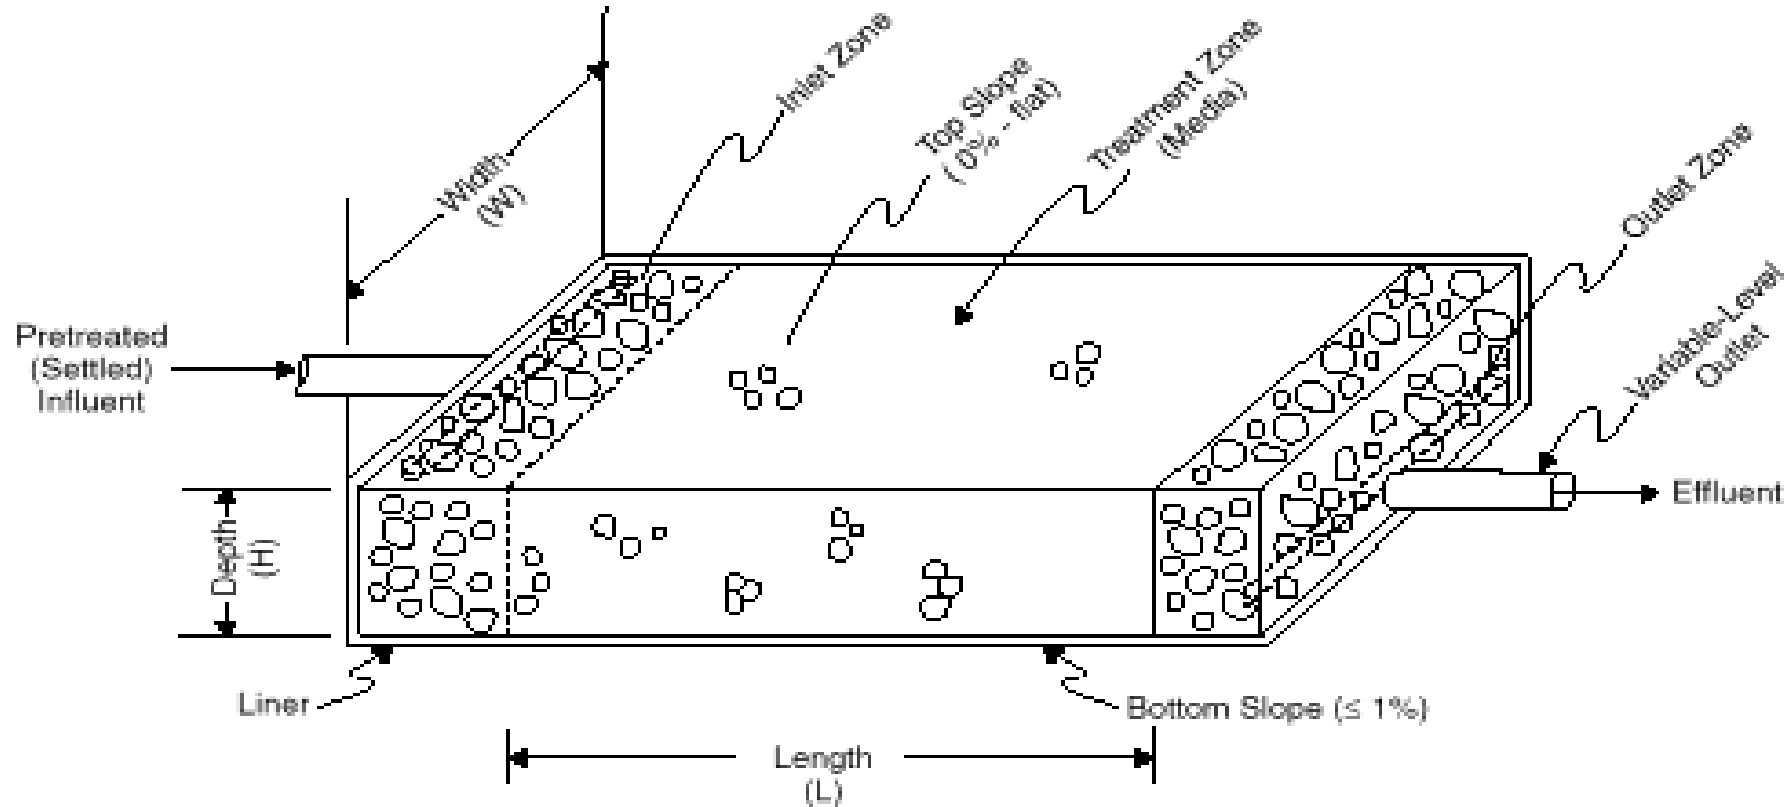 Inlet Zone
Top Slope
( 0% - flat)
Treatment Zone
(Media)
Outlet Zone
Width
(W)
Variable-Level
Outlet
Pretreated
(Settled)
Influent
Effluent
Depth
(H)
Liner
Bottom Slope (≤ 1%)
Length
(L)